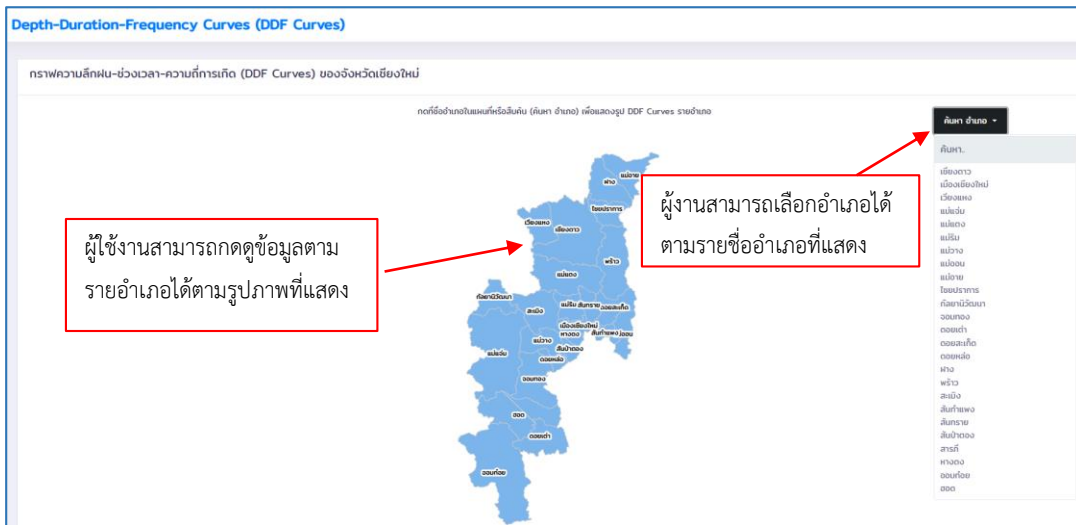 Depth-Duration-Frequency Curves (DDF Curves)
กราฟความลึกฝน-ช่วงเวลา-ความถี่การเกิด (DDF Curves) ของจังหวัดเชียงใหม่
กดที่ชื่ออำเภอในแผนที่หรือสืบค้น (ค้นหา อำเภอ) เพื่อแสดงรูป DDF Curves รายอำเภอ
ค้นหา อำเภอ
ค้นหา.
ผู้ใช้งานสามารถกดดูข้อมูลตาม
รายอำเภอได้ตามรูปภาพที่แสดง
ผู้งานสามารถเลือกอำเภอได้
ตามรายชื่ออำเภอที่แสดง
แม่อาย
ฝาง
ไชยปราการ
เวียงแหง
เชียงดาว
พร้าว
แม่แตง
กัลยาณิวัฒนา
สะเมิง
แม่ริม
สันทราย
ดอยสะเก็ด
เมืองเชียงใหม่
หางดง
สันกำแพง
ออน
แม่วาง
สันป่าตอง
แม่แจ่ม
ดอยหล่อ
จอมทอง
ฮอด
ดอยเต่า
อมก๋อย
เชียงดาว
เมืองเชียงใหม่
เวียงแหง
แม่แจ่ม
แม่แตง
แม่ริม
แม่วาง
แม่ออน
แม่อาย
ไชยปราการ
กัลยานิวัฒนา
จอมทอง
ดอยเต่า
ดอยสะเก็ด
ดอยหล่อ
ฝาง
พร้าว
สะเมิง
สันกำแพง
สันทราย
สันป่าตอง
สารภี
หางดง
อมก๋อย
ฮอด